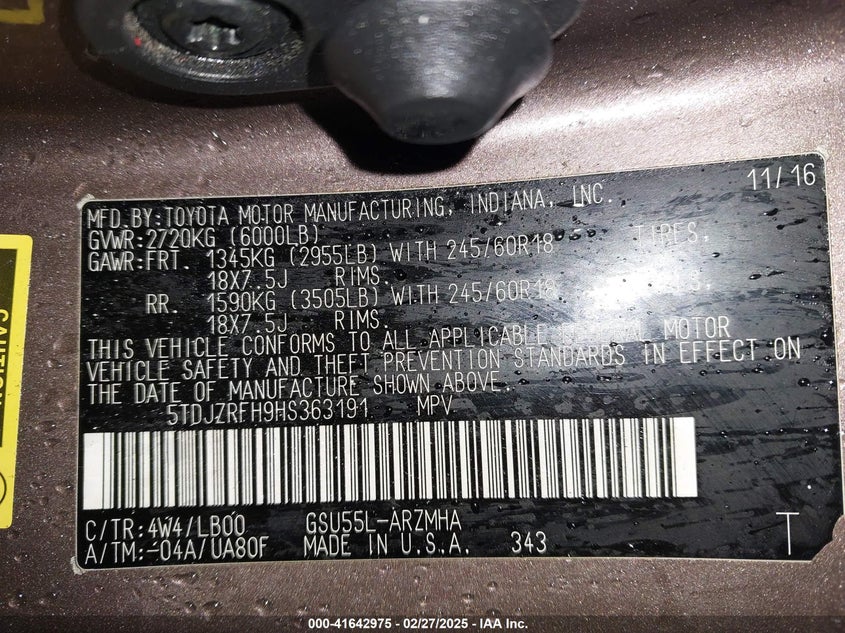 11/16
MFD.BY:TOYOTA MOTOR MANUFACTURING, INDIANA, INC.
GVWR:2720KG (6000LB)
GAWR:FRT. 1345KG (2955LB) WITH 245/60R18 TIRES,
18X7.5J RIMS.
RR. 1590KG (3505LB) WITH 245/60R18
18X7.5J RIMS.
THIS VEHICLE CONFORMS TO ALL APPLICABLE FEDERAL MOTOR
VEHICLE SAFETY AND THEFT PREVENTION STANDARDS IN EFFECT ON
THE DATE OF MANUFACTURE SHOWN ABOVE.
5TDJZRFH9HS363191 MPV
C/TR:4W4/LB00 GSU55L-ARZMHA
A/TM:-04A/UA80F MADE IN U.S.A. 343 T
CAUTION
000-41642975 - 02/27/2025 - IAA Inc.